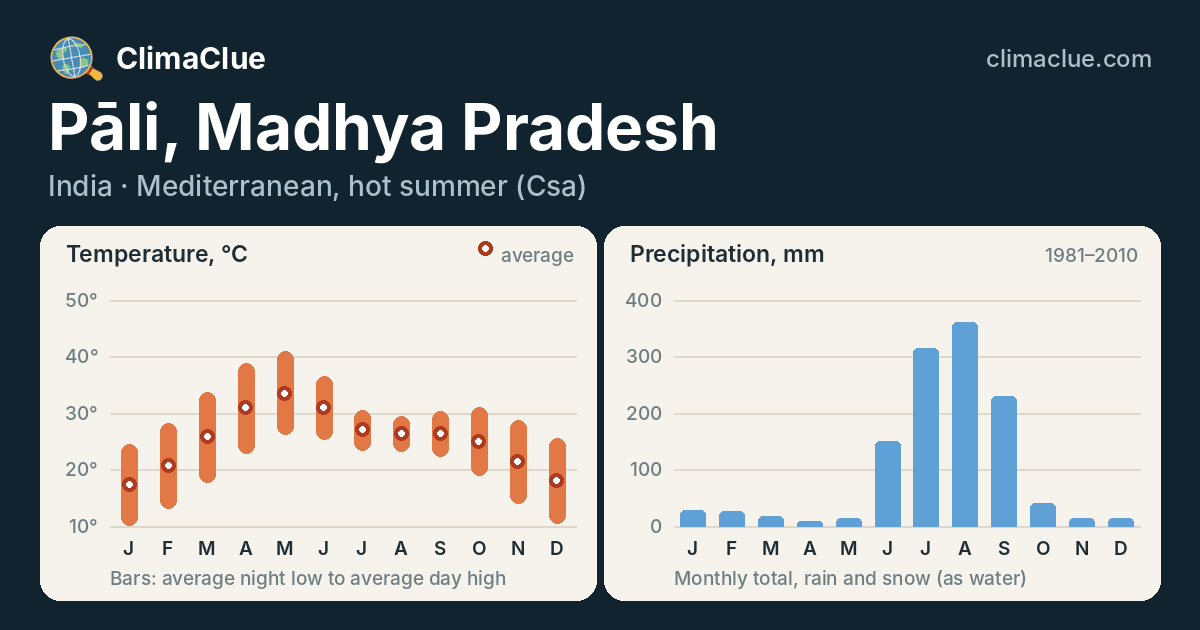 ClimaClue
climaclue.com
Pāli, Madhya Pradesh
India · Mediterranean, hot summer (Csa)
Temperature, °C
average
50°
40°
30°
20°
10°
J F M A M J J A S O N D
Bars: average night low to average day high
Precipitation, mm
1981–2010
400
300
200
100
0
J F M A M J J A S O N D
Monthly total, rain and snow (as water)